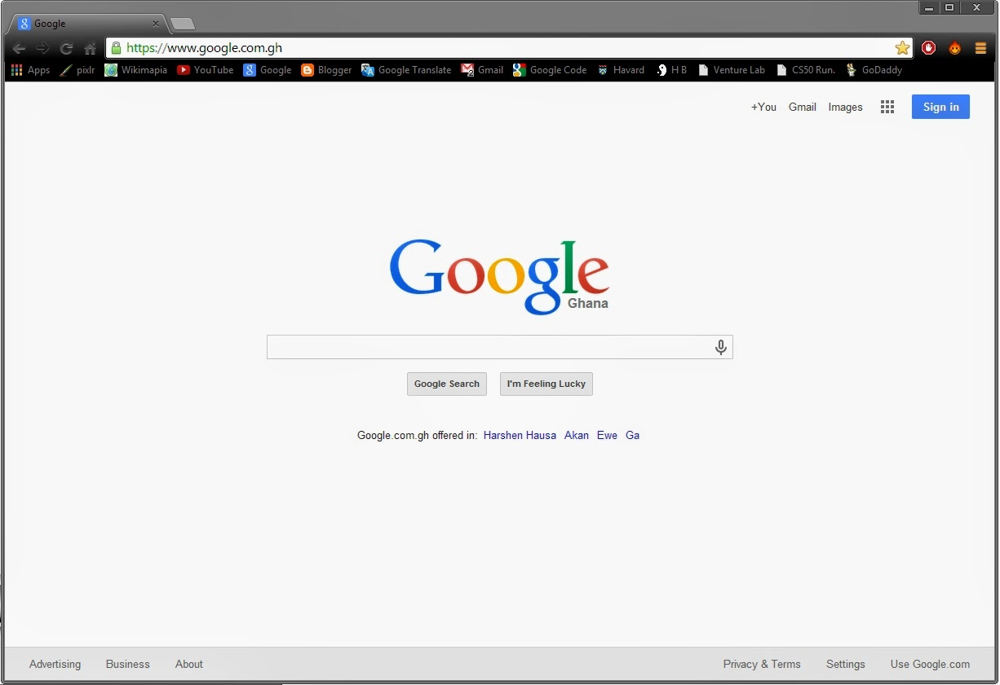 Google
https://www.google.com.gh
Apps pixlr Wikimapia YouTube Google Blogger Google Translate Gmail Google Code Havard H B Venture Lab CS50 Run. GoDaddy
+You Gmail Images Sign in
Google
Ghana
Google Search I'm Feeling Lucky
Google.com.gh offered in: Harshen Hausa Akan Ewe Ga
Advertising Business About Privacy & Terms Settings Use Google.com